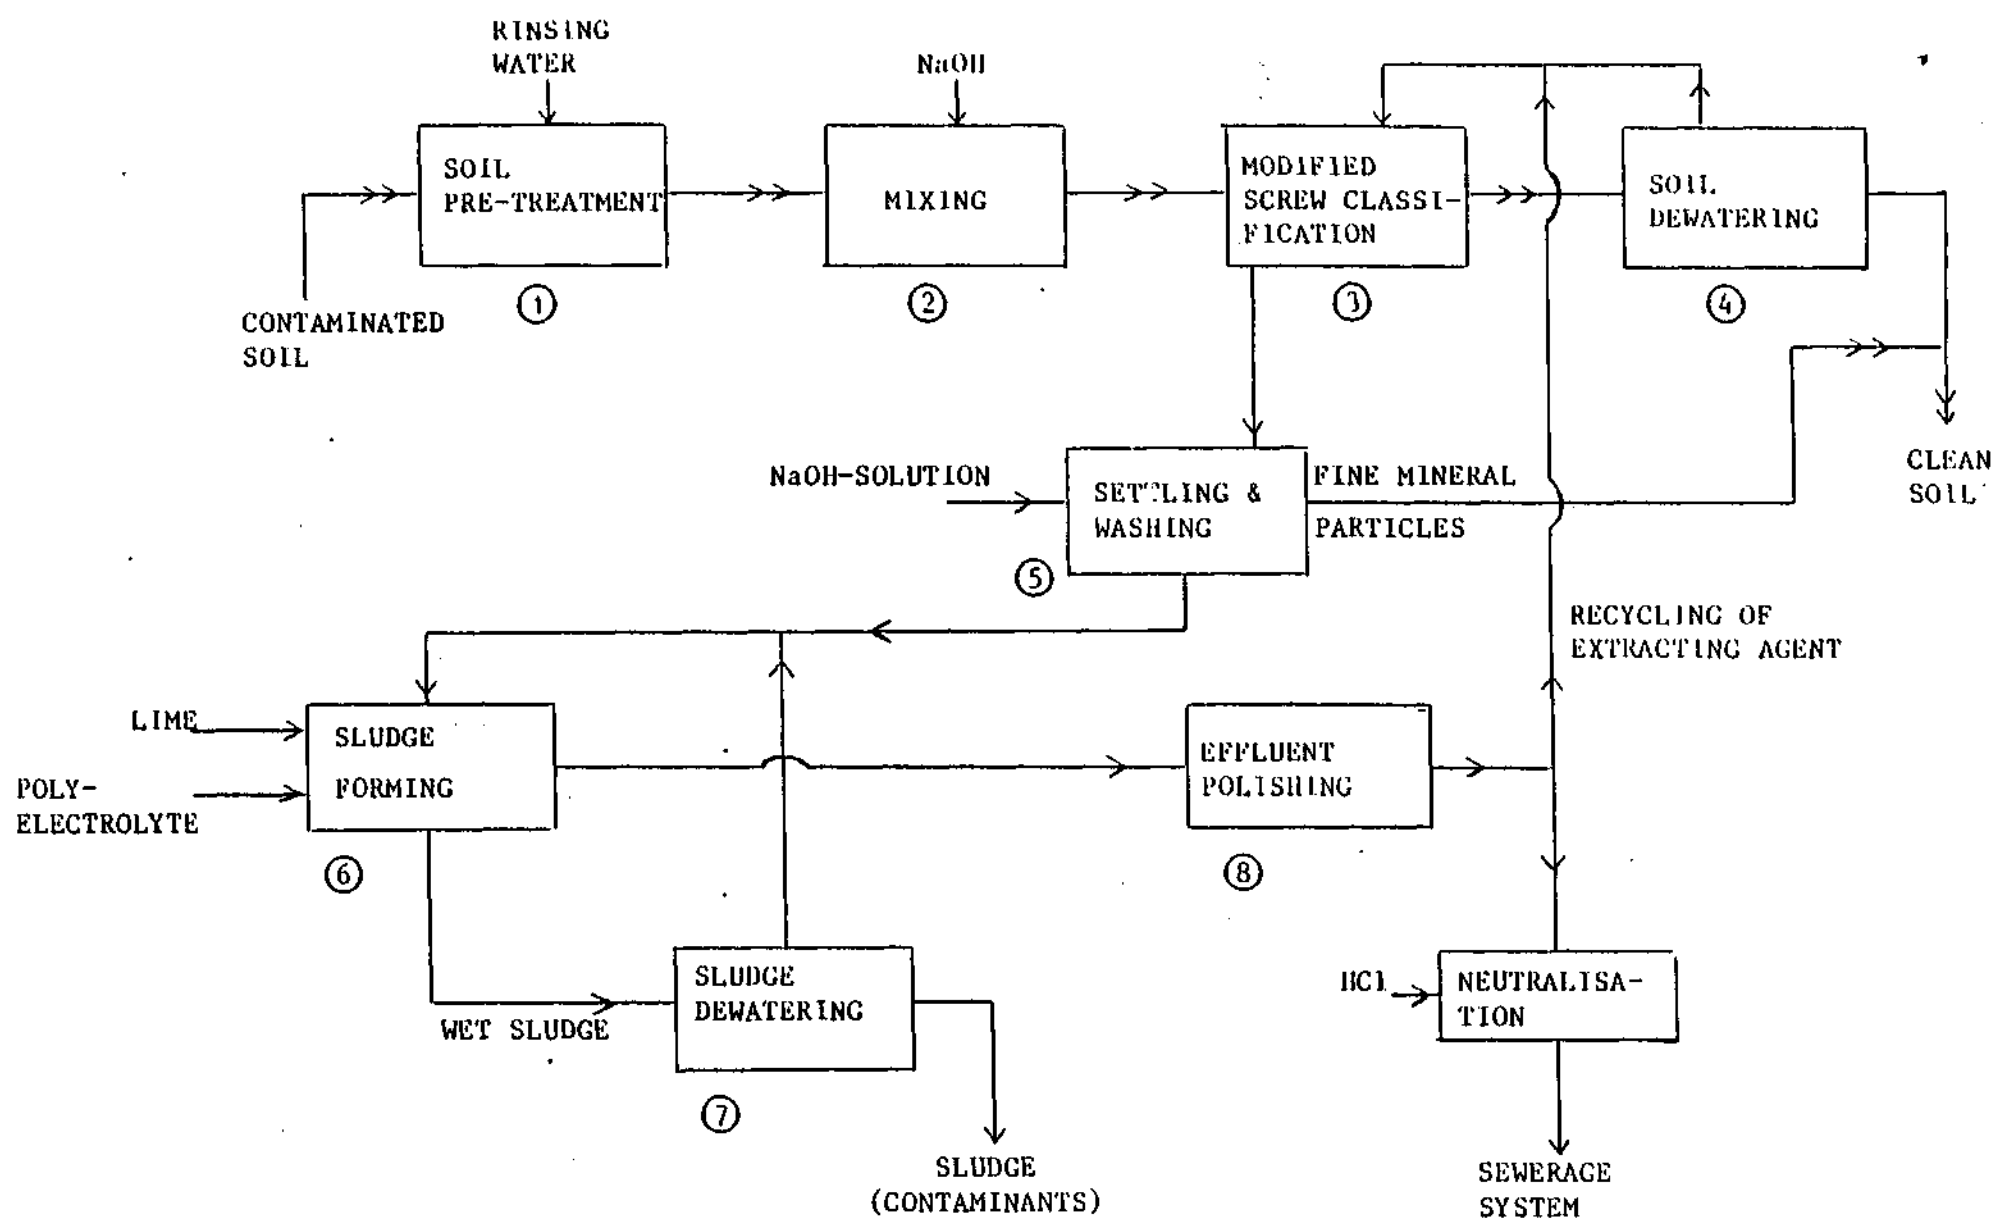 RINSING
WATER
NaOH
SOIL
PRE-TREATMENT
MIXING
MODIFIED
SCREW CLASSI-
FICATION
SOIL
DEWATERING
1
2
3
4
CONTAMINATED
SOIL
CLEAN
SOIL
NaOH-SOLUTION
SETTLING &
WASHING
FINE MINERAL
PARTICLES
5
RECYCLING OF
EXTRACTING AGENT
LIME
POLY-
ELECTROLYTE
SLUDGE
FORMING
EFFLUENT
POLISHING
6
8
WET SLUDGE
SLUDGE
DEWATERING
HCl
NEUTRALISA-
TION
7
SLUDGE
(CONTAMINANTS)
SEWERAGE
SYSTEM